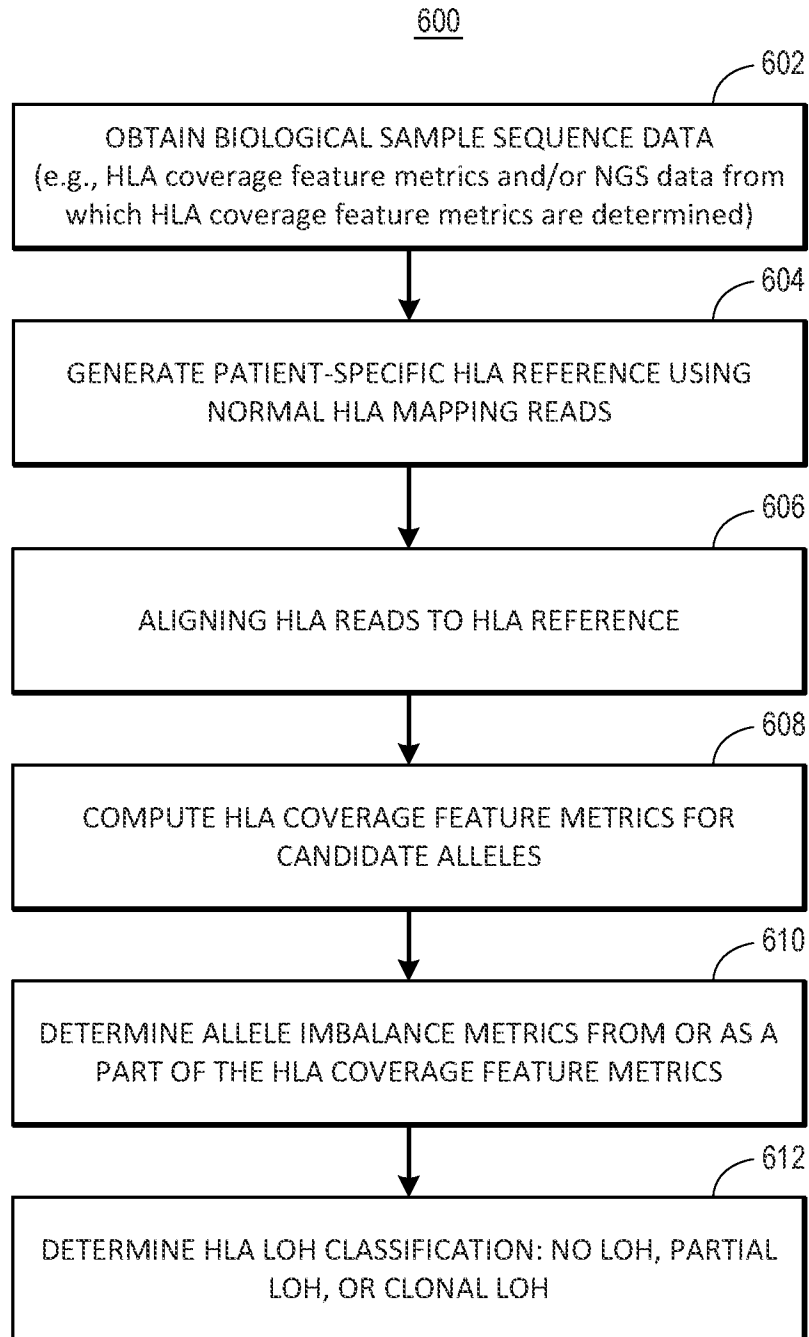 600
602
OBTAIN BIOLOGICAL SAMPLE SEQUENCE DATA
(e.g., HLA coverage feature metrics and/or NGS data from
which HLA coverage feature metrics are determined)
604
GENERATE PATIENT-SPECIFIC HLA REFERENCE USING
NORMAL HLA MAPPING READS
606
ALIGNING HLA READS TO HLA REFERENCE
608
COMPUTE HLA COVERAGE FEATURE METRICS FOR
CANDIDATE ALLELES
610
DETERMINE ALLELE IMBALANCE METRICS FROM OR AS A
PART OF THE HLA COVERAGE FEATURE METRICS
612
DETERMINE HLA LOH CLASSIFICATION: NO LOH, PARTIAL
LOH, OR CLONAL LOH